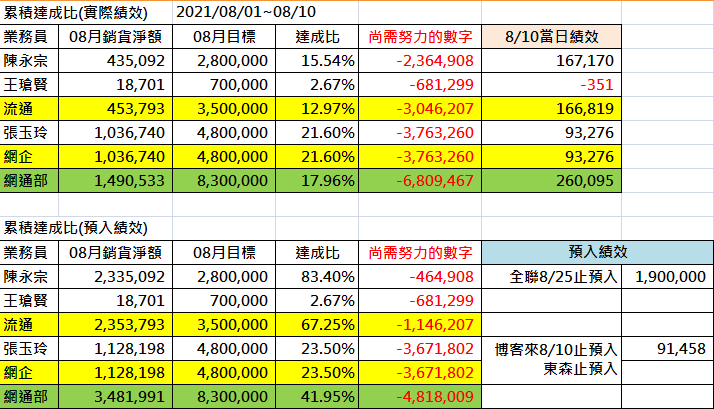 累積達成比(實際績效) 2021/08/01~08/10
業務員 08月銷貨淨額 08月目標 達成比 尚需努力的數字 8/10當日績效
陳永宗 435,092 2,800,000 15.54% -2,364,908 167,170
王瑲賢 18,701 700,000 2.67% -681,299 -351
流通 453,793 3,500,000 12.97% -3,046,207 166,819
張玉玲 1,036,740 4,800,000 21.60% -3,763,260 93,276
網企 1,036,740 4,800,000 21.60% -3,763,260 93,276
網通部 1,490,533 8,300,000 17.96% -6,809,467 260,095
累積達成比(預入績效)
業務員 08月銷貨淨額 08月目標 達成比 尚需努力的數字 預入績效
陳永宗 2,335,092 2,800,000 83.40% -464,908 全聯8/25止預入 1,900,000
王瑲賢 18,701 700,000 2.67% -681,299
流通 2,353,793 3,500,000 67.25% -1,146,207
張玉玲 1,128,198 4,800,000 23.50% -3,671,802 博客來8/10止預入 91,458
網企 1,128,198 4,800,000 23.50% -3,671,802 東森止預入
網通部 3,481,991 8,300,000 41.95% -4,818,009